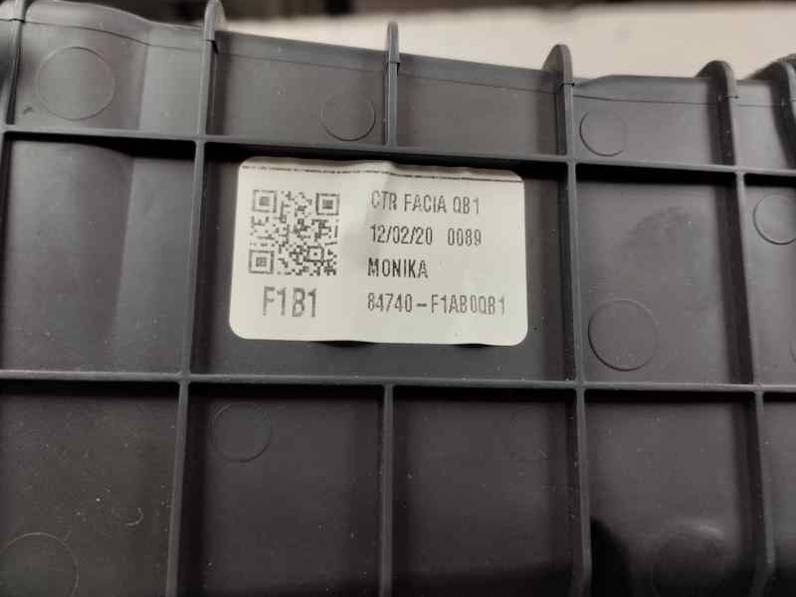 CTR FACIA QB1
12/02/20 0089
MONIKA
F1B1
84740-F1AB0QB1